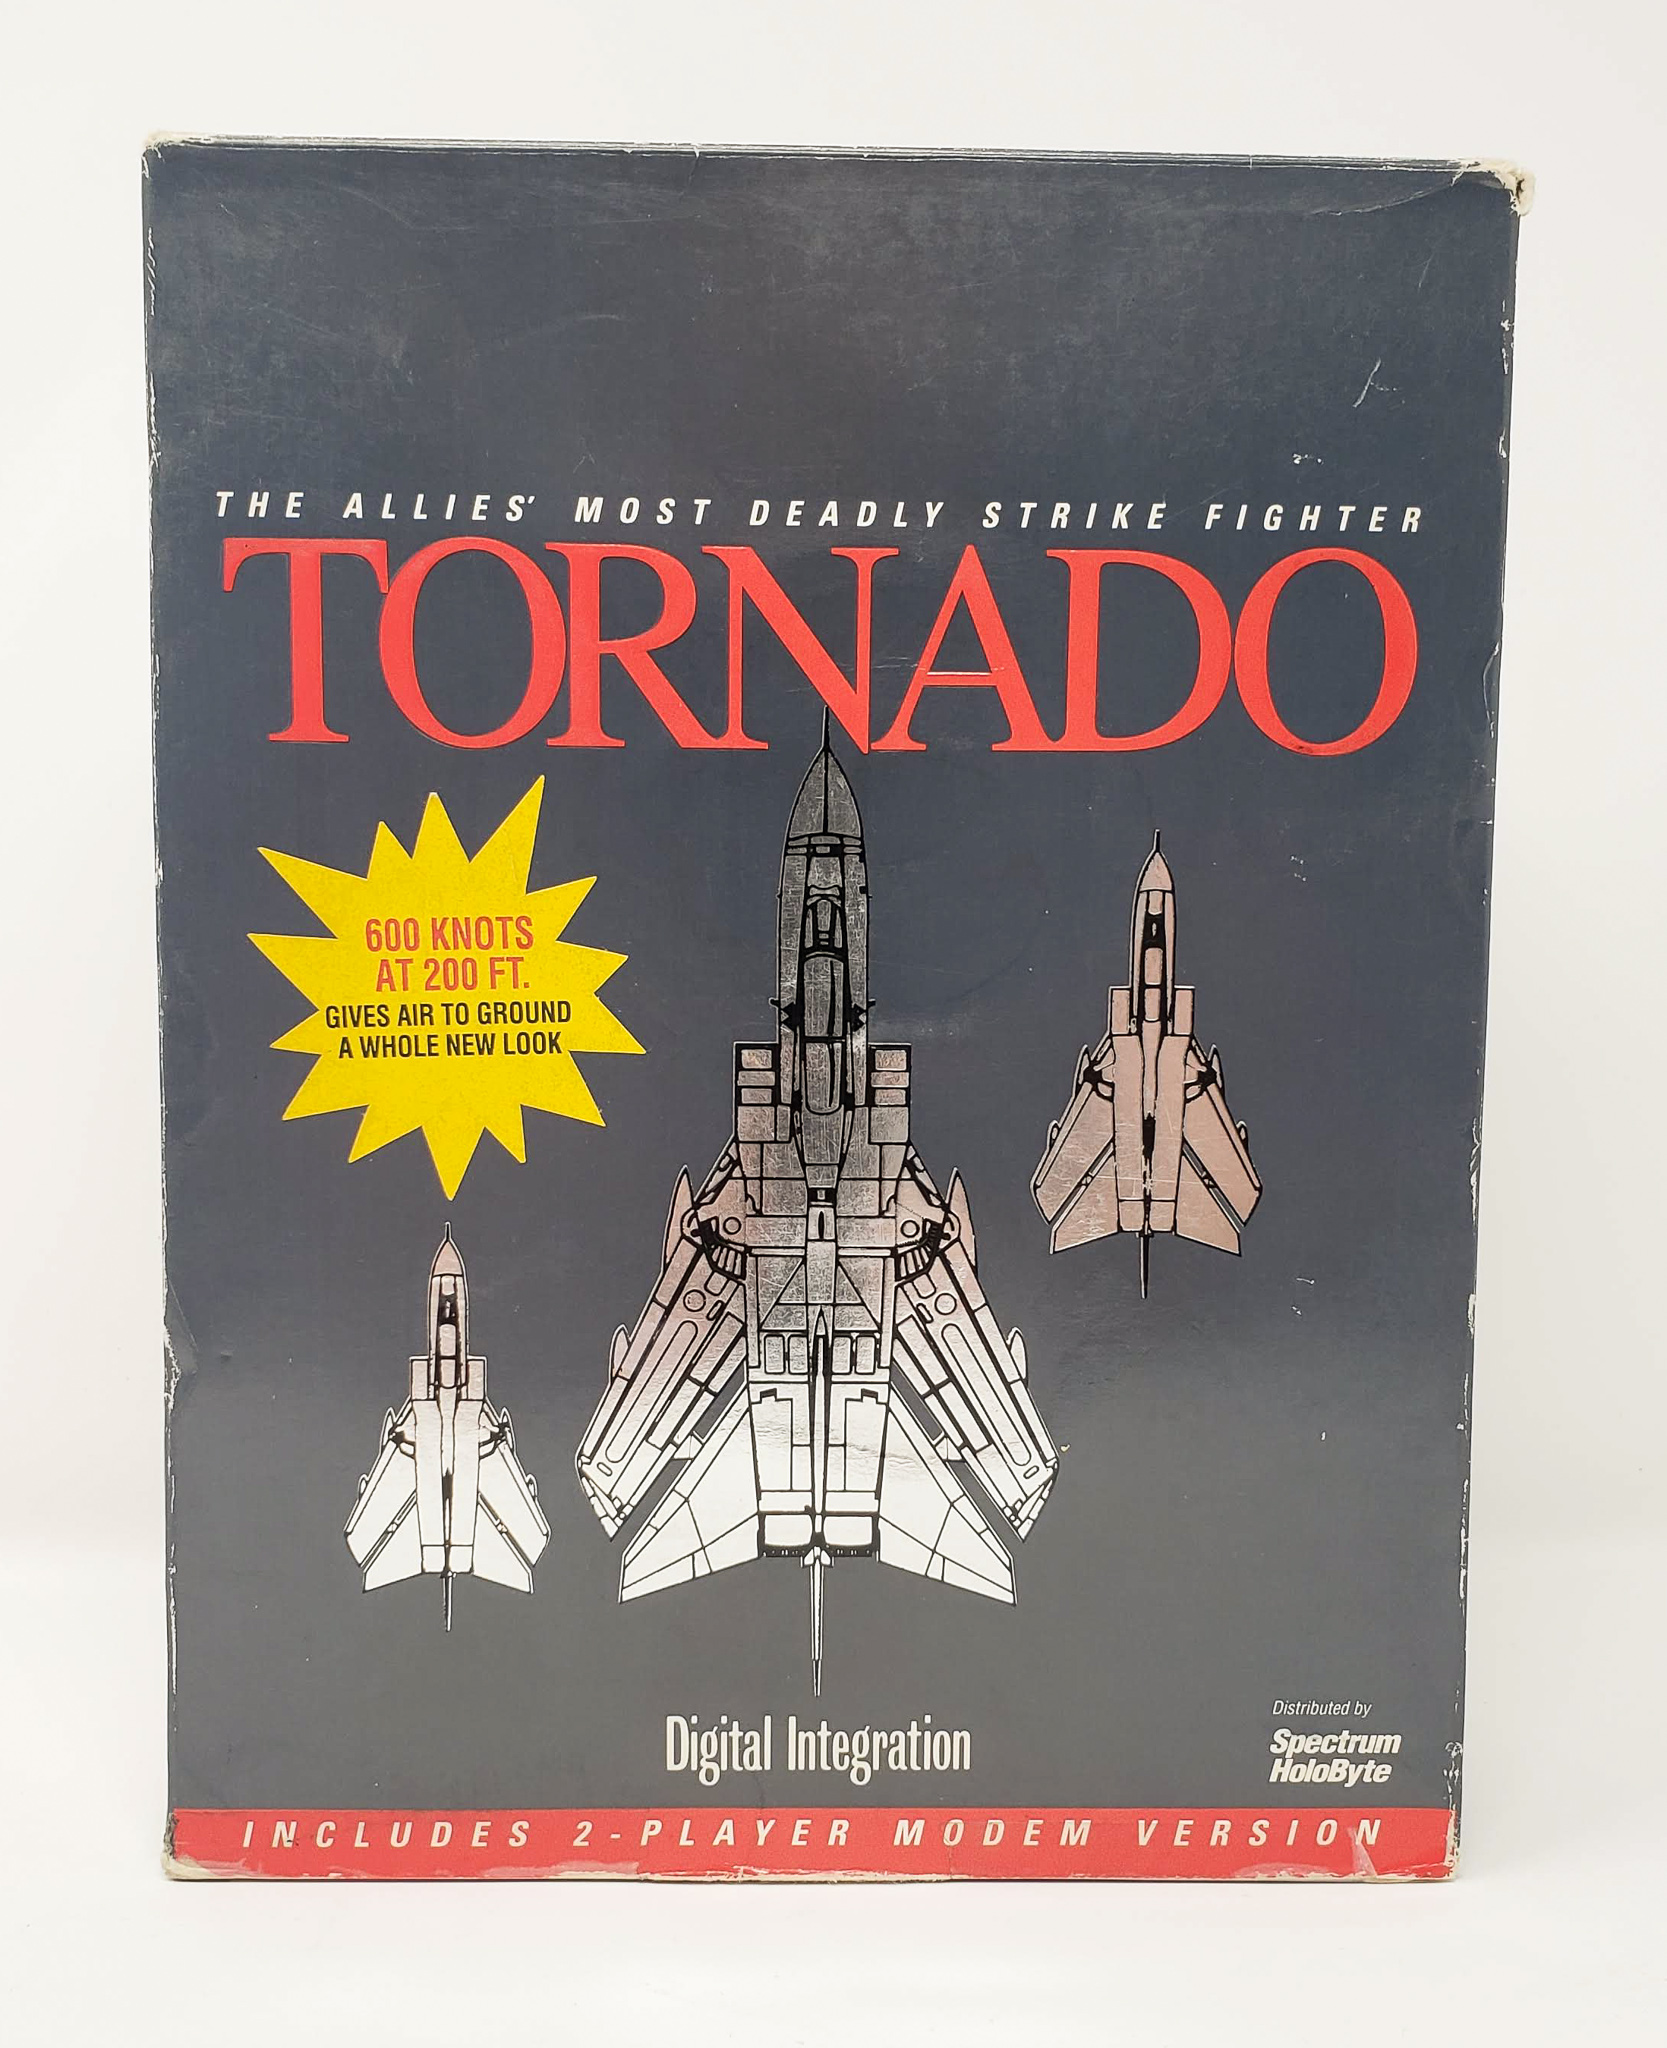 THE ALLIES' MOST DEADLY STRIKE FIGHTER
TORNADO
600 KNOTS
AT 200 FT.
GIVES AIR TO GROUND
A WHOLE NEW LOOK
Digital Integration
Distributed by
Spectrum
HoloByte
INCLUDES 2-PLAYER MODEM VERSION